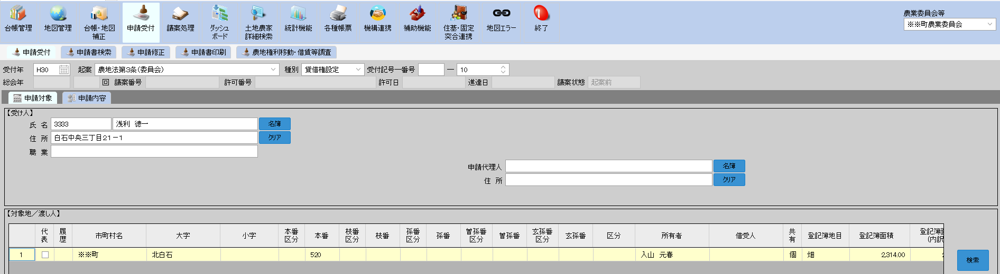 台帳管理 地図管理 台帳・地図補正 申請受付 議案処理 ダッシュボード 土地農家詳細検索 統計機能 各種帳票 機構連携 補助機能 住基・固定突合連携 地図エラー 終了
農業委員会等
※※町農業委員会
申請受付 申請書検索 申請修正 申請書印刷 農地権利移動・借賃等調査
受付年 H30 起案 農地法第3条(委員会) 種別 貸借権設定 受付記号ー番号 ー 10
総会年 回 議案番号 許可番号 許可日 進達日 議案状態 起案前
申請対象 申請内容
【受け人】
氏 名 3333 浅利 徳一 名簿
住 所 白石中央三丁目21－1 クリア
職 業
申請代理人 名簿
住 所 クリア
【対象地／渡し人】
代表 履歴 市町村名 大字 小字 本番区分 本番 枝番区分 枝番 孫番区分 孫番 曽孫番区分 曽孫番 玄孫番区分 玄孫番 区分 所有者 借受人 共有 登記簿地目 登記簿面積
1 ※※町 北白石 520 入山 元春 個 畑 2,314.00
検索